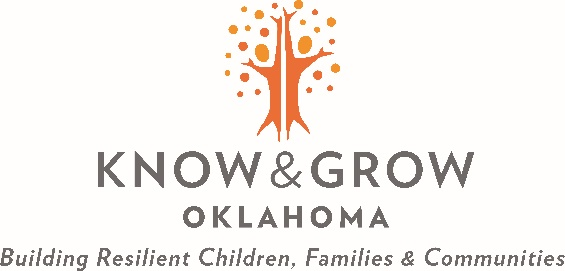 KNOW & GROW
OKLAHOMA
Building Resilient Children, Families & Communities